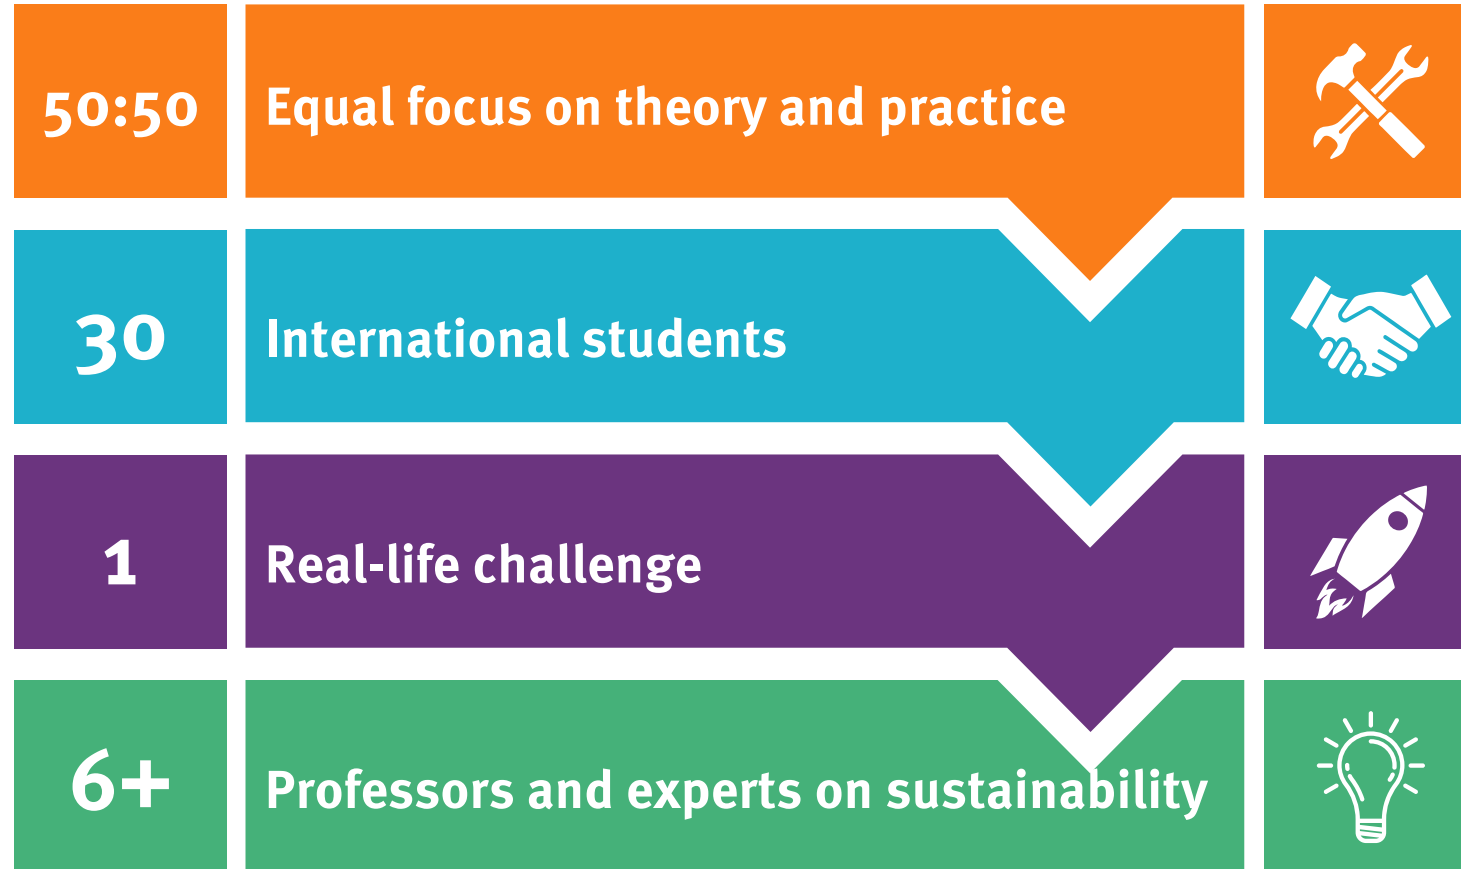 50:50 Equal focus on theory and practice
30 International students
1 Real-life challenge
6+ Professors and experts on sustainability